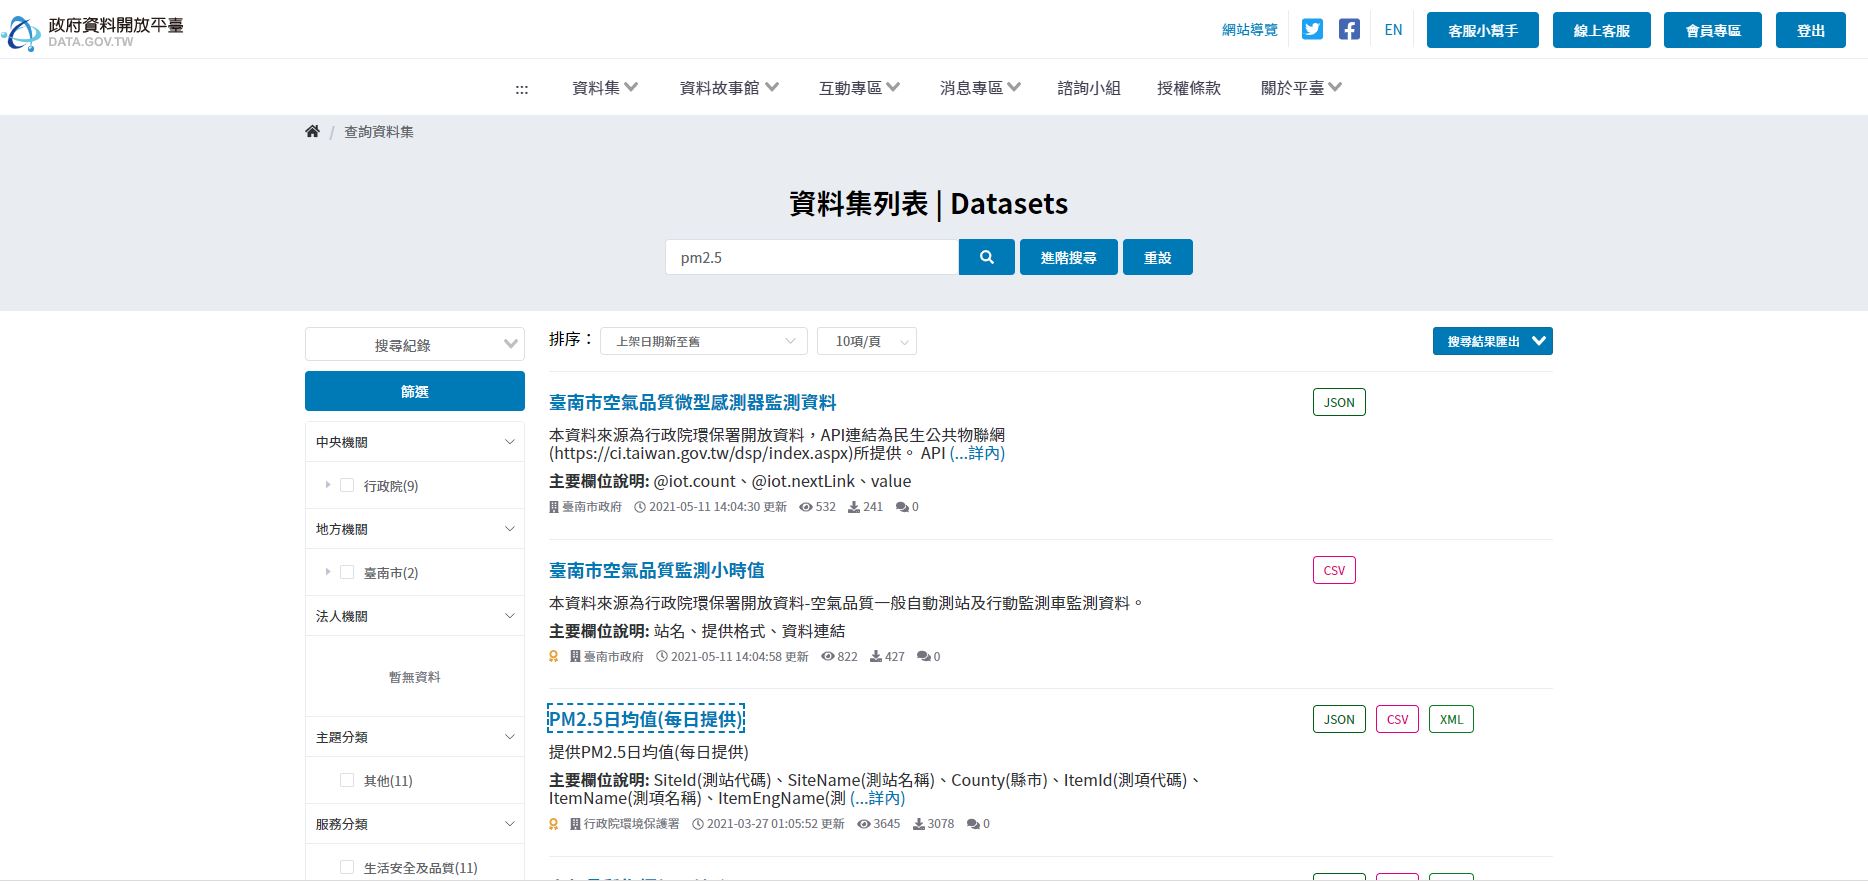 政府資料開放平臺
DATA.GOV.TW
網站導覽
EN
客服小幫手
線上客服
會員專區
登出
:::
資料集
資料故事館
互動專區
消息專區
諮詢小組
授權條款
關於平臺
/ 查詢資料集
資料集列表 | Datasets
pm2.5
進階搜尋
重設
搜尋紀錄
篩選
中央機關
行政院(9)
地方機關
臺南市(2)
法人機關
暫無資料
主題分類
其他(11)
服務分類
生活安全及品質(11)
排序：
上架日期新至舊
10項/頁
搜尋結果匯出
臺南市空氣品質微型感測器監測資料
JSON
本資料來源為行政院環保署開放資料，API連結為民生公共物聯網
(https://ci.taiwan.gov.tw/dsp/index.aspx)所提供。 API (...詳內)
主要欄位說明: @iot.count、@iot.nextLink、value
臺南市政府 2021-05-11 14:04:30 更新 532 241 0
臺南市空氣品質監測小時值
CSV
本資料來源為行政院環保署開放資料-空氣品質一般自動測站及行動監測車監測資料。
主要欄位說明: 站名、提供格式、資料連結
臺南市政府 2021-05-11 14:04:58 更新 822 427 0
PM2.5日均值(每日提供)
JSON CSV XML
提供PM2.5日均值(每日提供)
主要欄位說明: SiteId(測站代碼)、SiteName(測站名稱)、County(縣市)、ItemId(測項代碼)、
ItemName(測項名稱)、ItemEngName(測 (...詳內)
行政院環境保護署 2021-03-27 01:05:52 更新 3645 3078 0